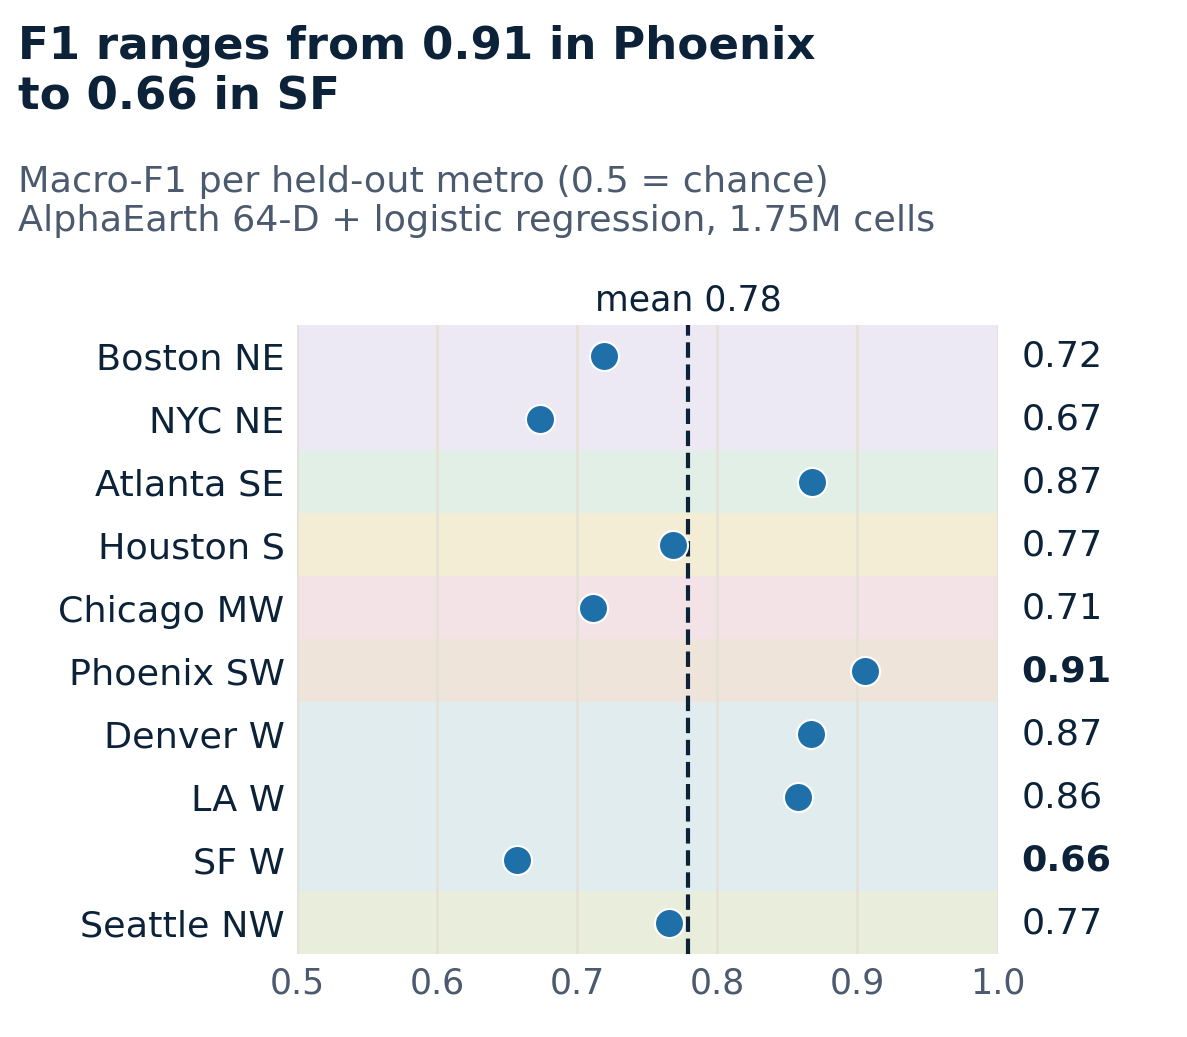 F1 ranges from 0.91 in Phoenix
to 0.66 in SF
Macro-F1 per held-out metro (0.5 = chance)
AlphaEarth 64-D + logistic regression, 1.75M cells
mean 0.78
Boston NE 0.72
NYC NE 0.67
Atlanta SE 0.87
Houston S 0.77
Chicago MW 0.71
Phoenix SW 0.91
Denver W 0.87
LA W 0.86
SF W 0.66
Seattle NW 0.77
0.5 0.6 0.7 0.8 0.9 1.0